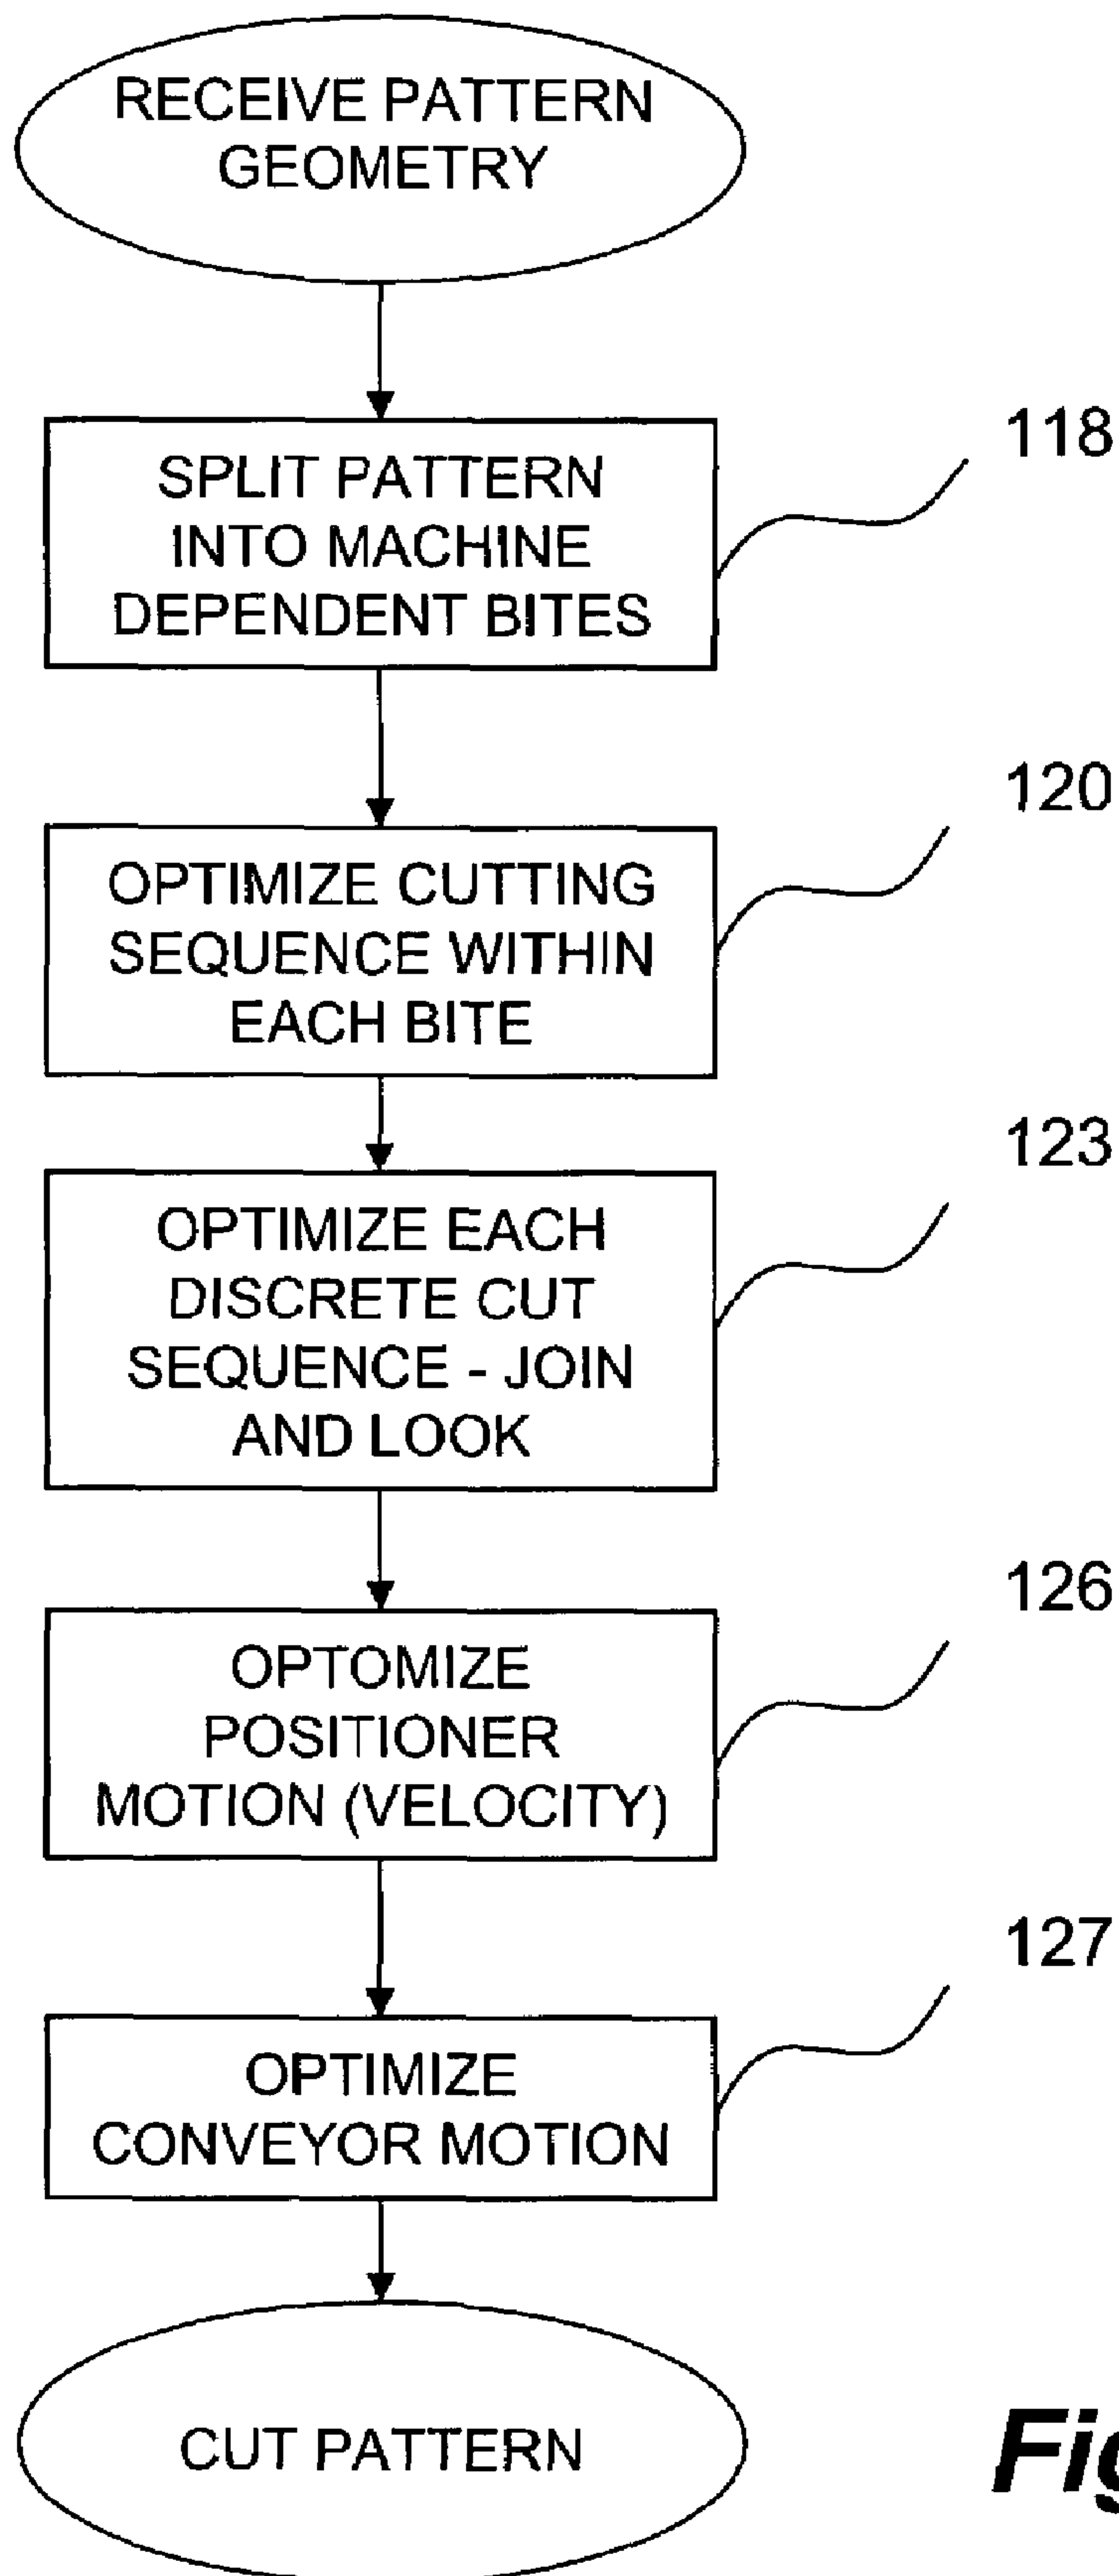 RECEIVE PATTERN
GEOMETRY
118
SPLIT PATTERN
INTO MACHINE
DEPENDENT BITES
120
OPTIMIZE CUTTING
SEQUENCE WITHIN
EACH BITE
123
OPTIMIZE EACH
DISCRETE CUT
SEQUENCE - JOIN
AND LOOK
126
OPTOMIZE
POSITIONER
MOTION (VELOCITY)
127
OPTIMIZE
CONVEYOR MOTION
CUT PATTERN